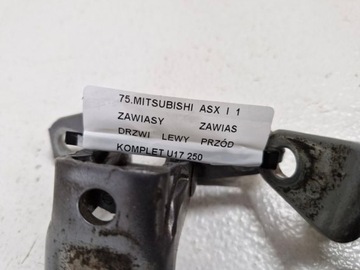 75.MITSUBISHI ASX I 1
ZAWIASY ZAWIAS
DRZWI LEWY PRZÓD
KOMPLET U17 250